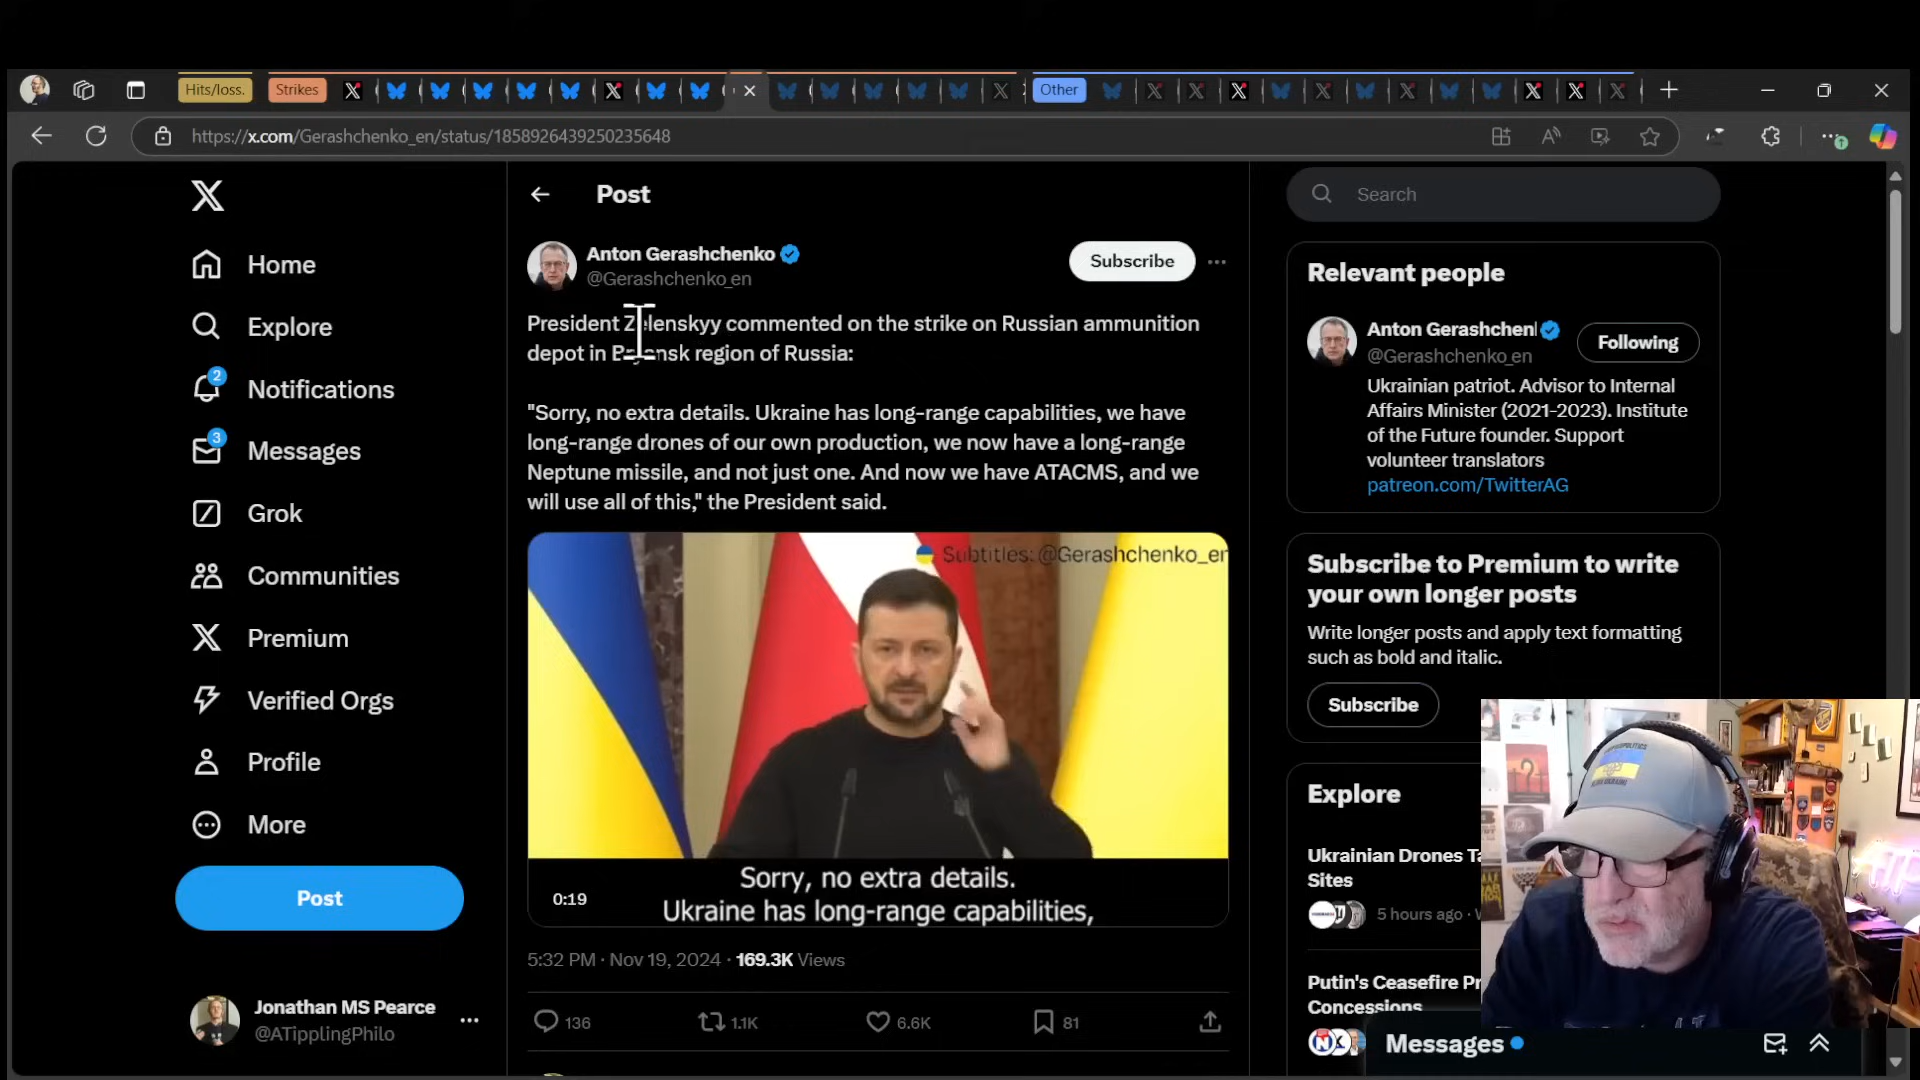 Hits/loss.
Strikes
Other
https://x.com/Gerashchenko_en/status/1858926439250235648
Home
Explore
Notifications
2
Messages
3
Grok
Communities
Premium
Verified Orgs
Profile
More
Post
Jonathan MS Pearce
@ATipplingPhilo
Post
Anton Gerashchenko
@Gerashchenko_en
Subscribe
President Zelenskyy commented on the strike on Russian ammunition
depot in Bryansk region of Russia:
"Sorry, no extra details. Ukraine has long-range capabilities, we have
long-range drones of our own production, we now have a long-range
Neptune missile, and not just one. And now we have ATACMS, and we
will use all of this," the President said.
Subtitles: @Gerashchenko_en
Sorry, no extra details.
Ukraine has long-range capabilities,
0:19
5:32 PM · Nov 19, 2024 · 169.3K Views
136
1.1K
6.6K
81
Search
Relevant people
Anton Gerashchen
@Gerashchenko_en
Following
Ukrainian patriot. Advisor to Internal
Affairs Minister (2021-2023). Institute
of the Future founder. Support
volunteer translators
patreon.com/TwitterAG
Subscribe to Premium to write
your own longer posts
Write longer posts and apply text formatting
such as bold and italic.
Subscribe
Explore
Ukrainian Drones Ta
Sites
5 hours ago ·
Putin's Ceasefire Pr
Concessions
Messages